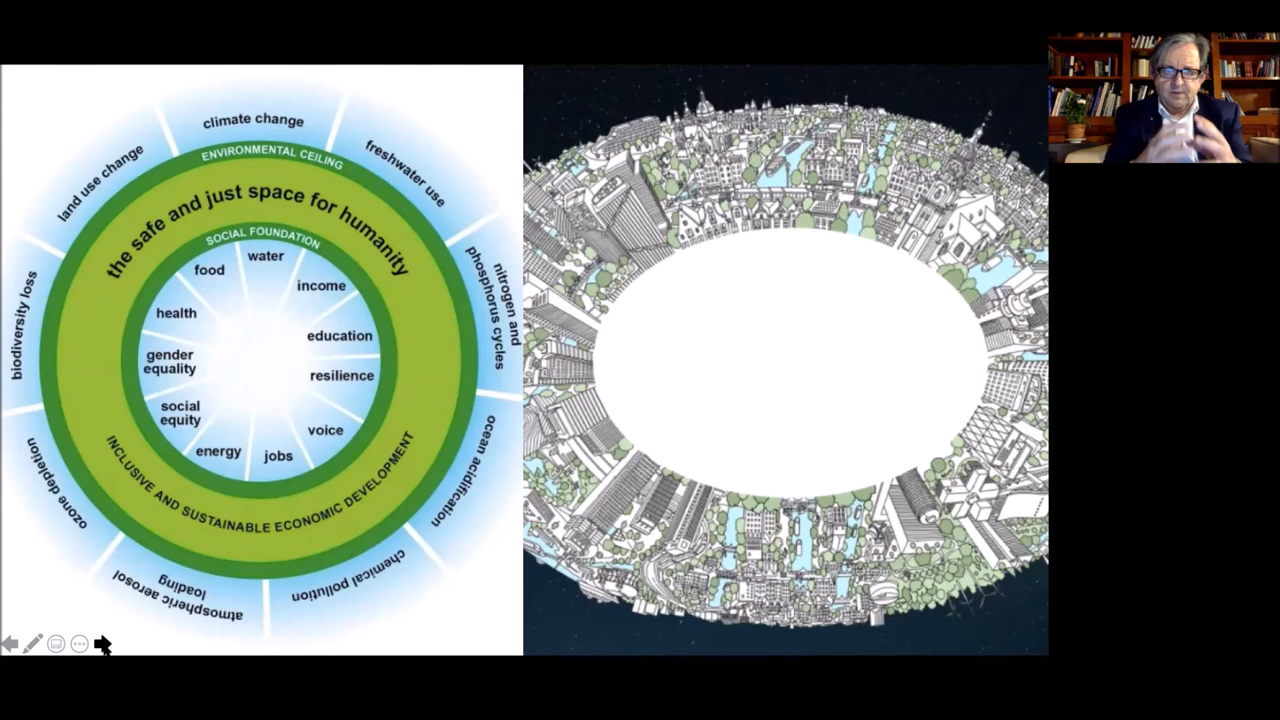 climate change
ENVIRONMENTAL CEILING
freshwater use
land use change
the safe and just space for humanity
SOCIAL FOUNDATION
water
food
income
nitrogen and
phosphorus cycles
biodiversity loss
health
education
gender
equality
resilience
social
equity
voice
energy
jobs
INCLUSIVE AND SUSTAINABLE ECONOMIC DEVELOPMENT
ocean acidification
ozone depletion
chemical pollution
atmospheric aerosol
loading